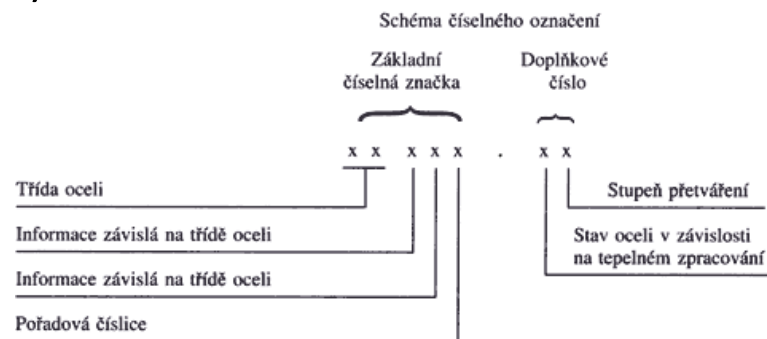 Schéma číselného označení
Základní
číselná značka
Doplňkové
číslo
x x x x x . x x
Třída oceli
Informace závislá na třídě oceli
Informace závislá na třídě oceli
Pořadová číslice
Stupeň přetváření
Stav oceli v závislosti
na tepelném zpracování